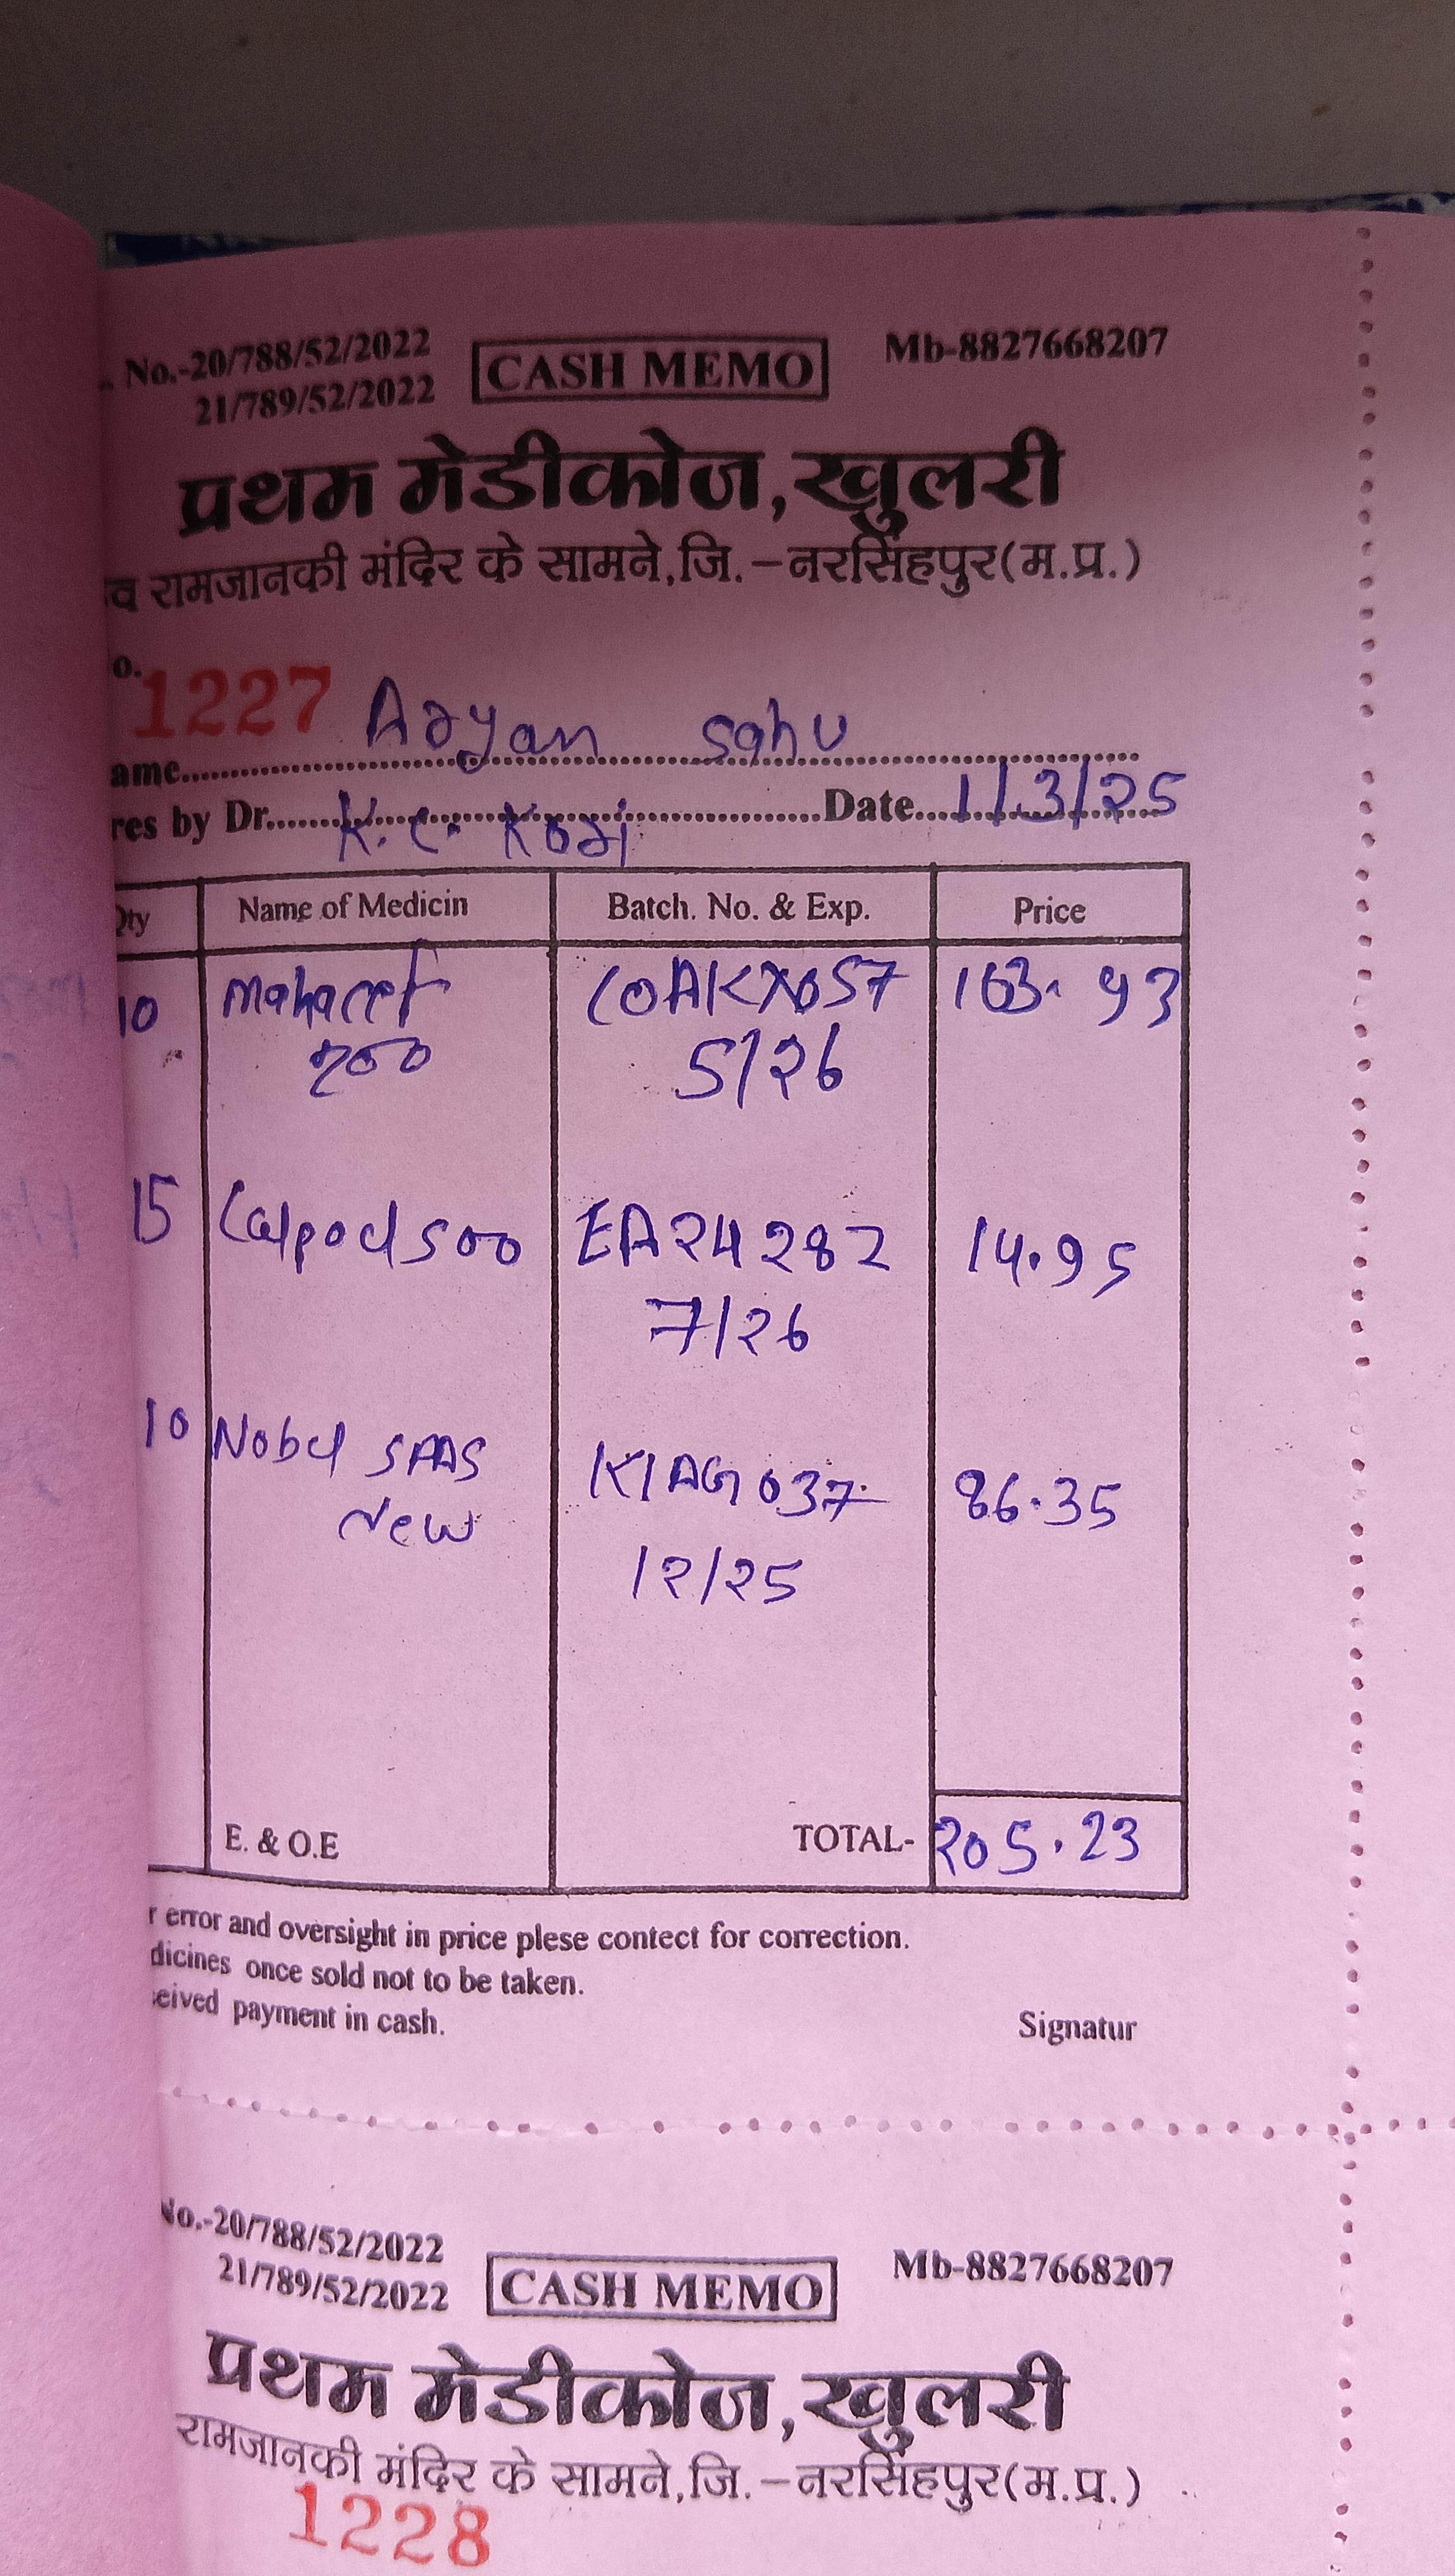 No.-20/788/52/2022
21/789/52/2022
CASH MEMO
Mb-8827668207
प्रथम मेडीकोज, खुलरी
रामजानकी मंदिर के सामने, जि.-नरसिंहपुर(म.प्र.)
o. 1227
ame Aryan Sahu
res by Dr. K. C. Kori Date 1/3/25
Qty Name of Medicin Batch. No. & Exp. Price
10 mahacef 163.93
200 5/26
15 Calpod 500 EA24282 14.95
7/26
10 Nobel SPAS KIAG037 86.35
New 12/25
E. & O.E TOTAL- 205.23
r error and oversight in price plese contect for correction.
dicines once sold not to be taken.
eived payment in cash.
Signatur
No.-20/788/52/2022
21/789/52/2022
CASH MEMO
Mb-8827668207
प्रथम मेडीकोज, खुलरी
रामजानकी मंदिर के सामने, जि.-नरसिंहपुर(म.प्र.)
1228